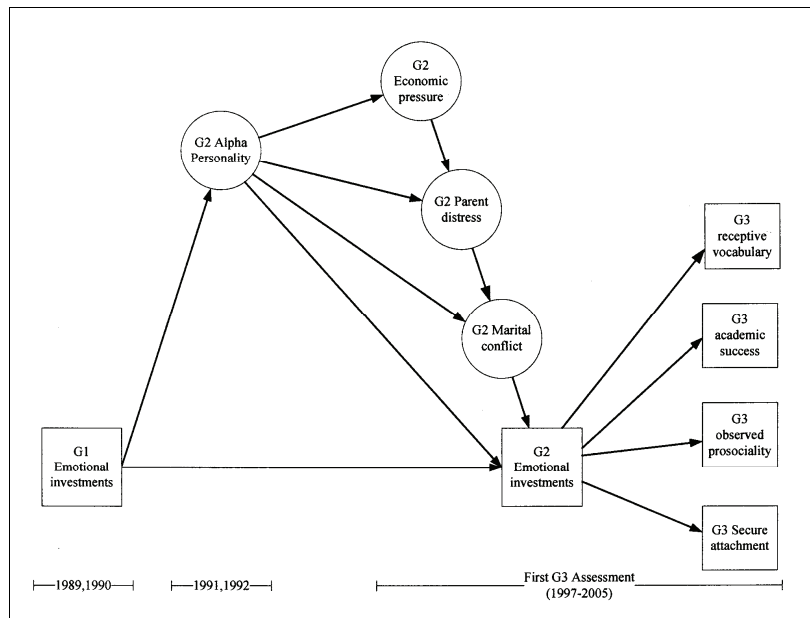 G2
Economic
pressure
G2 Alpha
Personality
G2 Parent
distress
G3
receptive
vocabulary
G2 Marital
conflict
G3
academic
success
G1
Emotional
investments
G2
Emotional
investments
G3
observed
prosociality
G3 Secure
attachment
1989,1990
1991,1992
First G3 Assessment
(1997-2005)